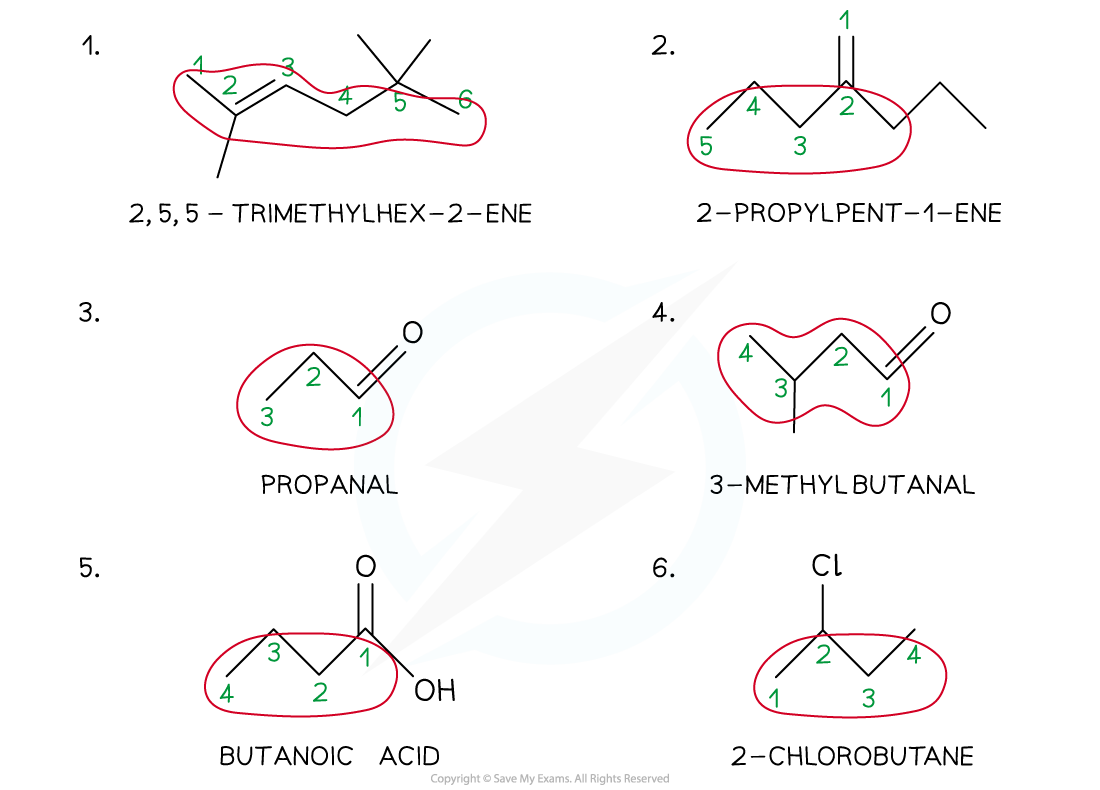 1.
1
2
3
4
5
6
2,5,5 - TRIMETHYLHEX-2-ENE
2.
1
2
3
4
5
2-PROPYLPENT-1-ENE
3.
O
1
2
3
PROPANAL
4.
O
4
3
2
1
3-METHYLBUTANAL
5.
O
1
3
4
2
OH
BUTANOIC ACID
6.
Cl
2
4
1
3
2-CHLOROBUTANE
Copyright © Save My Exams. All Rights Reserved